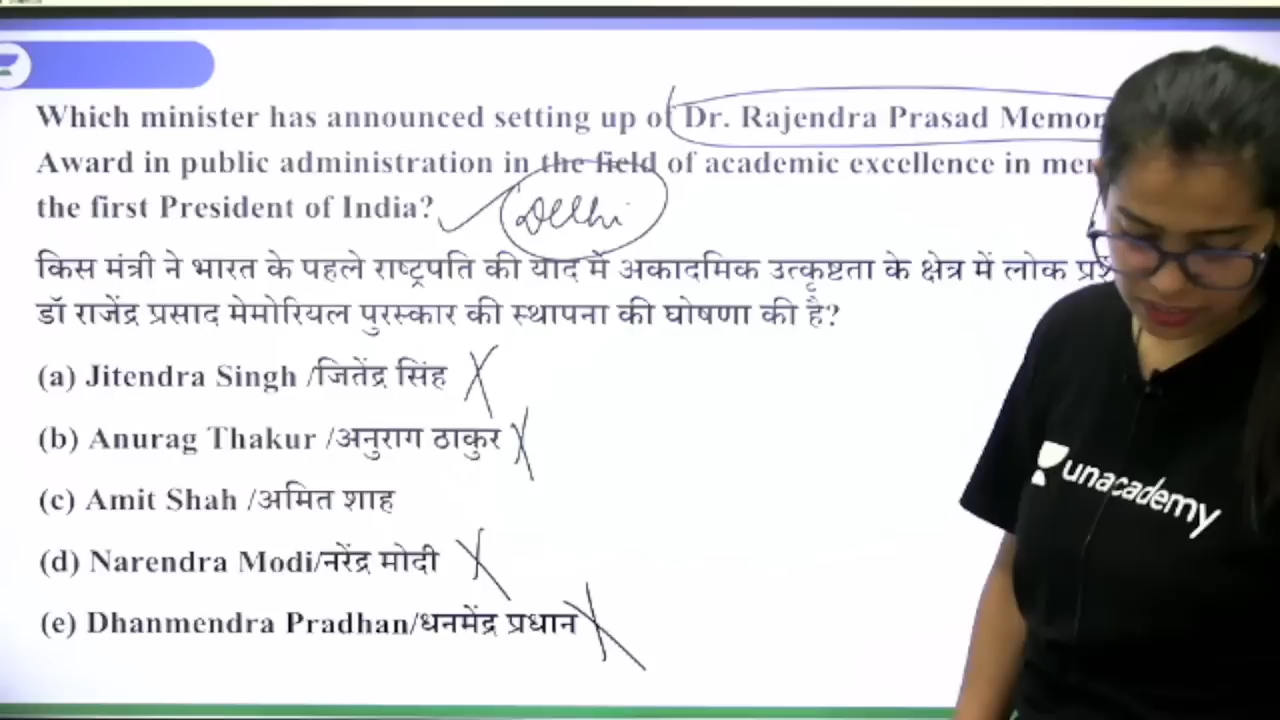 Which minister has announced setting up of Dr. Rajendra Prasad Memor
Award in public administration in the field of academic excellence in mem
the first President of India?
Delhi
किस मंत्री ने भारत के पहले राष्ट्रपति की याद में अकादमिक उत्कृष्टता के क्षेत्र में लोक प्रश
डॉ राजेंद्र प्रसाद मेमोरियल पुरस्कार की स्थापना की घोषणा की है?
(a) Jitendra Singh /जितेंद्र सिंह
(b) Anurag Thakur /अनुराग ठाकुर
(c) Amit Shah /अमित शाह
(d) Narendra Modi/नरेंद्र मोदी
(e) Dhanmendra Pradhan/धनमेंद्र प्रधान
unacademy